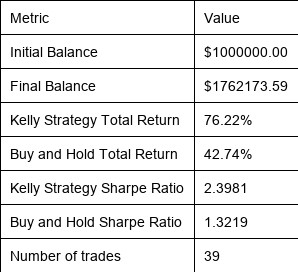 Metric Value
Initial Balance $1000000.00
Final Balance $1762173.59
Kelly Strategy Total Return 76.22%
Buy and Hold Total Return 42.74%
Kelly Strategy Sharpe Ratio 2.3981
Buy and Hold Sharpe Ratio 1.3219
Number of trades 39